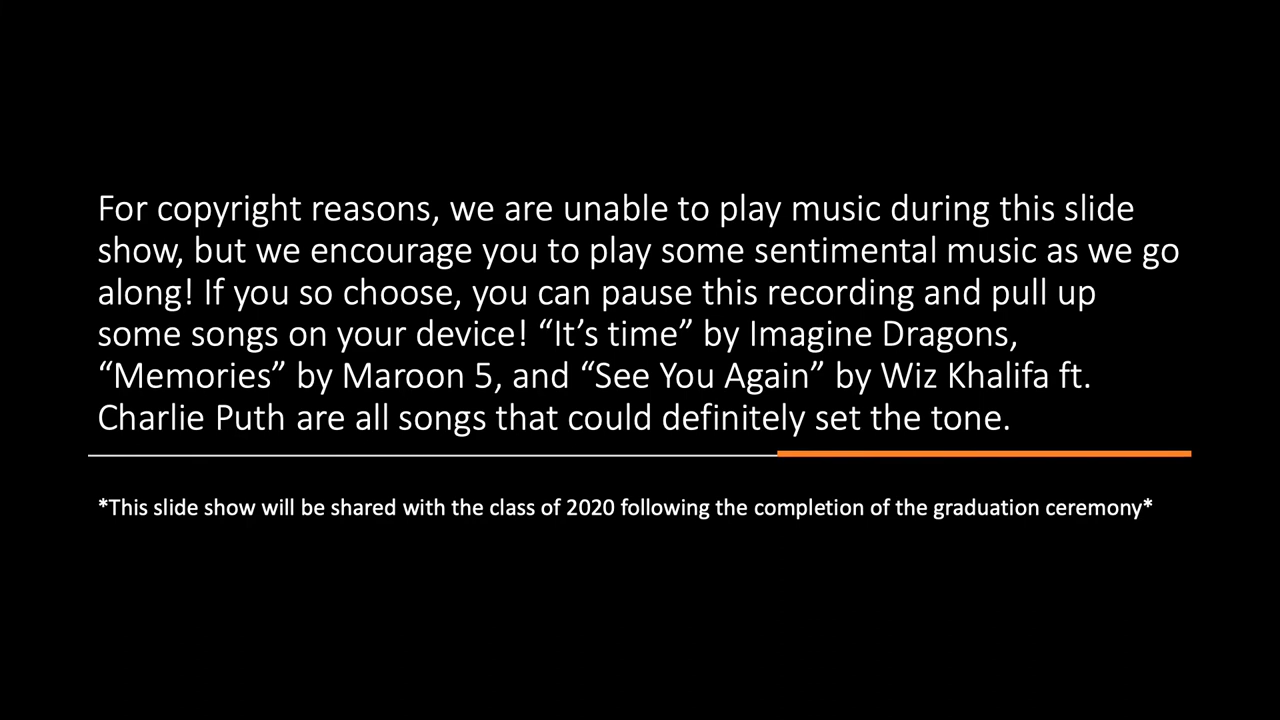 For copyright reasons, we are unable to play music during this slide
show, but we encourage you to play some sentimental music as we go
along! If you so choose, you can pause this recording and pull up
some songs on your device! “It’s time” by Imagine Dragons,
“Memories” by Maroon 5, and “See You Again” by Wiz Khalifa ft.
Charlie Puth are all songs that could definitely set the tone.
*This slide show will be shared with the class of 2020 following the completion of the graduation ceremony*